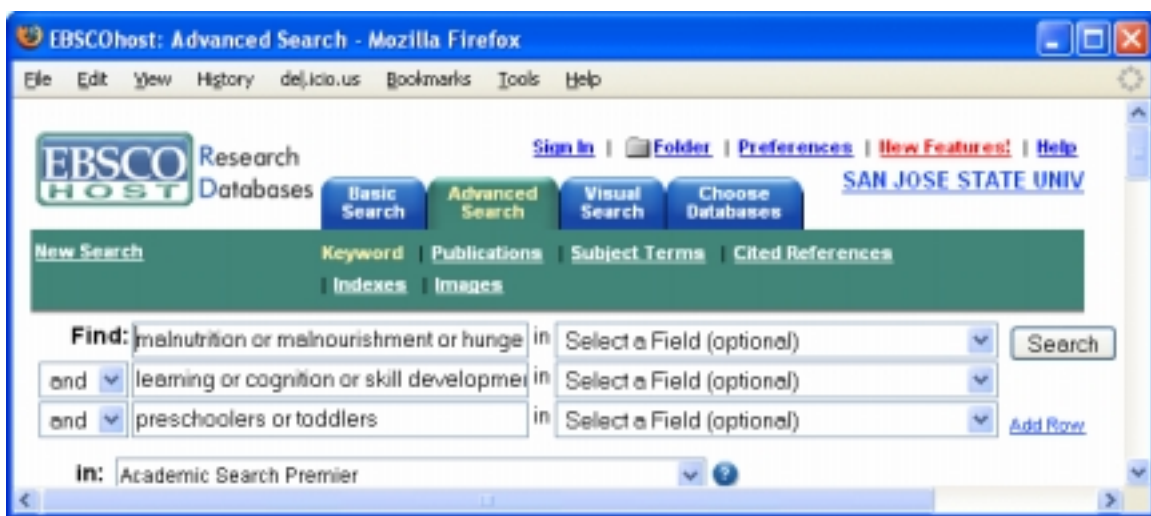 EBSCOhost: Advanced Search - Mozilla Firefox
File Edit View History del.icio.us Bookmarks Tools Help
Sign In | Folder | Preferences | New Features! | Help
EBSCO HOST Research Databases
SAN JOSE STATE UNIV
Basic Search Advanced Search Visual Search Choose Databases
New Search Keyword | Publications | Subject Terms | Cited References
| Indexes | Images
Find: malnutrition or malnourishment or hunge in Select a Field (optional) Search
and learning or cognition or skill developmen in Select a Field (optional)
and preschoolers or toddlers in Select a Field (optional) Add Row
in: Academic Search Premier ?